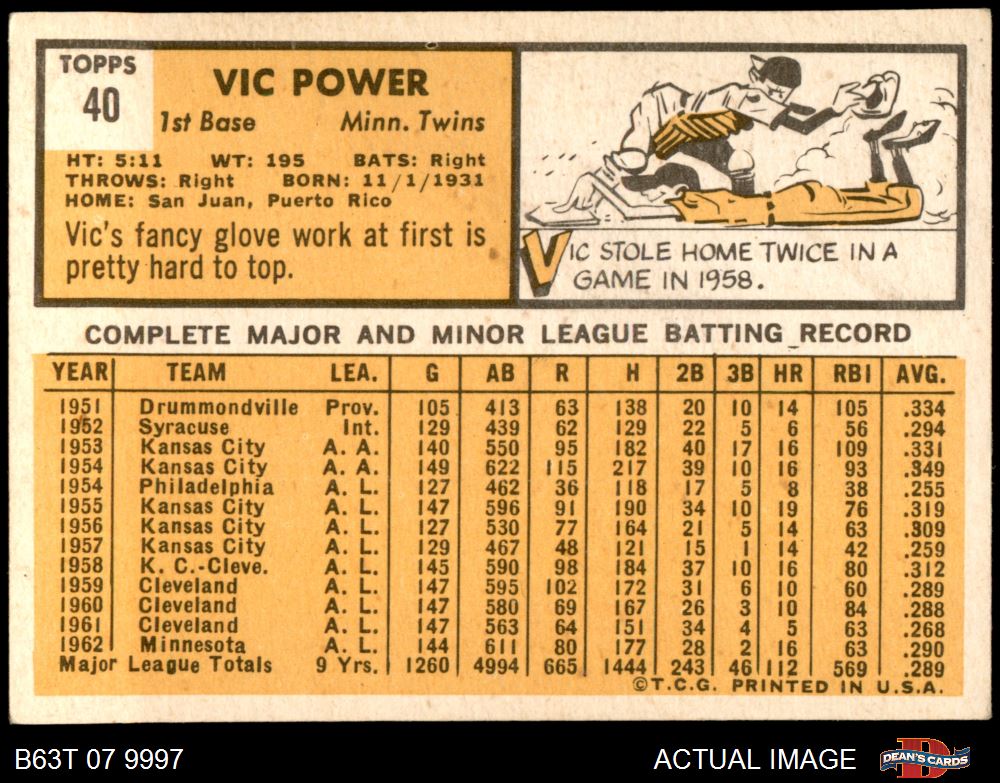 TOPPS
40
VIC POWER
1st Base Minn. Twins
HT: 5:11 WT: 195 BATS: Right
THROWS: Right BORN: 11/1/1931
HOME: San Juan, Puerto Rico
Vic's fancy glove work at first is
pretty hard to top.
VIC STOLE HOME TWICE IN A
GAME IN 1958.
COMPLETE MAJOR AND MINOR LEAGUE BATTING RECORD
YEAR TEAM LEA. G AB R H 2B 3B HR RBI AVG.
1951 Drummondville Prov. 105 413 63 138 20 10 14 105 .334
1952 Syracuse Int. 129 439 62 129 22 5 6 56 .294
1953 Kansas City A. A. 140 550 95 182 40 17 16 109 .331
1954 Kansas City A. A. 149 622 115 217 39 10 16 93 .349
1954 Philadelphia A. L. 127 462 36 118 17 5 8 38 .255
1955 Kansas City A. L. 147 596 91 190 34 10 19 76 .319
1956 Kansas City A. L. 127 530 77 164 21 5 14 63 .309
1957 Kansas City A. L. 129 467 48 121 15 1 14 42 .259
1958 K. C.-Cleve. A. L. 145 590 98 184 37 10 16 80 .312
1959 Cleveland A. L. 147 595 102 172 31 6 10 60 .289
1960 Cleveland A. L. 147 580 69 167 26 3 10 84 .288
1961 Cleveland A. L. 147 563 64 151 34 4 5 63 .268
1962 Minnesota A. L. 144 611 80 177 28 2 16 63 .290
Major League Totals 9 Yrs. 1260 4994 665 1444 243 46 112 569 .289
©T.C.G. PRINTED IN U.S.A.
B63T 07 9997 ACTUAL IMAGE DEAN'S CARDS